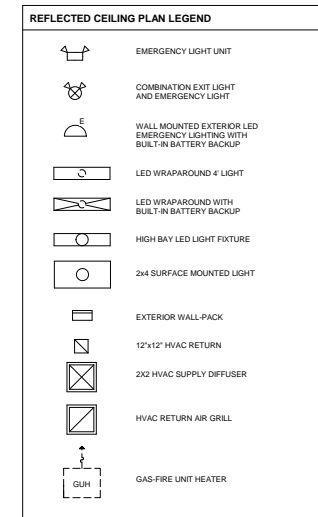 REFLECTED CEILING PLAN LEGEND
EMERGENCY LIGHT UNIT
COMBINATION EXIT LIGHT
AND EMERGENCY LIGHT
E
WALL MOUNTED EXTERIOR LED
EMERGENCY LIGHTING WITH
BUILT-IN BATTERY BACKUP
LED WRAPAROUND 4' LIGHT
LED WRAPAROUND WITH
BUILT-IN BATTERY BACKUP
HIGH BAY LED LIGHT FIXTURE
2x4 SURFACE MOUNTED LIGHT
EXTERIOR WALL-PACK
12"x12" HVAC RETURN
2X2 HVAC SUPPLY DIFFUSER
HVAC RETURN AIR GRILL
GUH
GAS-FIRE UNIT HEATER